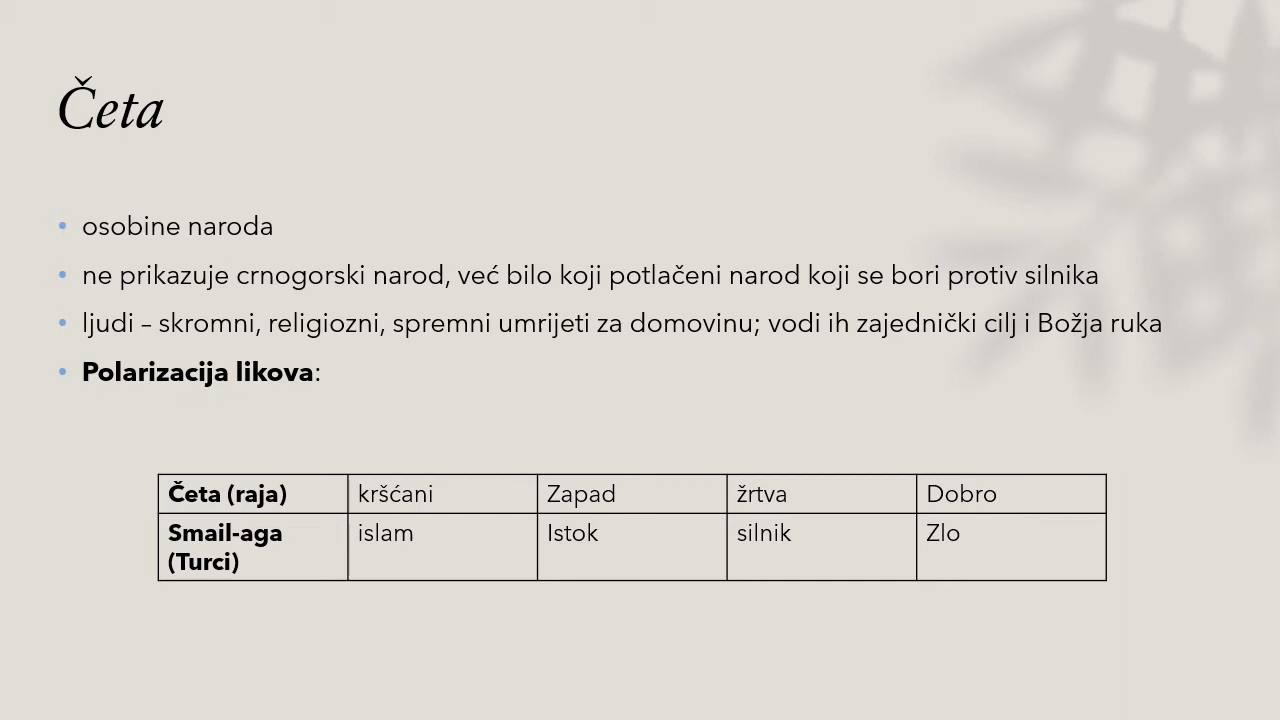 Četa
• osobine naroda
• ne prikazuje crnogorski narod, već bilo koji potlačeni narod koji se bori protiv silnika
• ljudi – skromni, religiozni, spremni umrijeti za domovinu; vodi ih zajednički cilj i Božja ruka
• Polarizacija likova:
Četa (raja) kršćani Zapad žrtva Dobro
Smail-aga islam Istok silnik Zlo
(Turci)